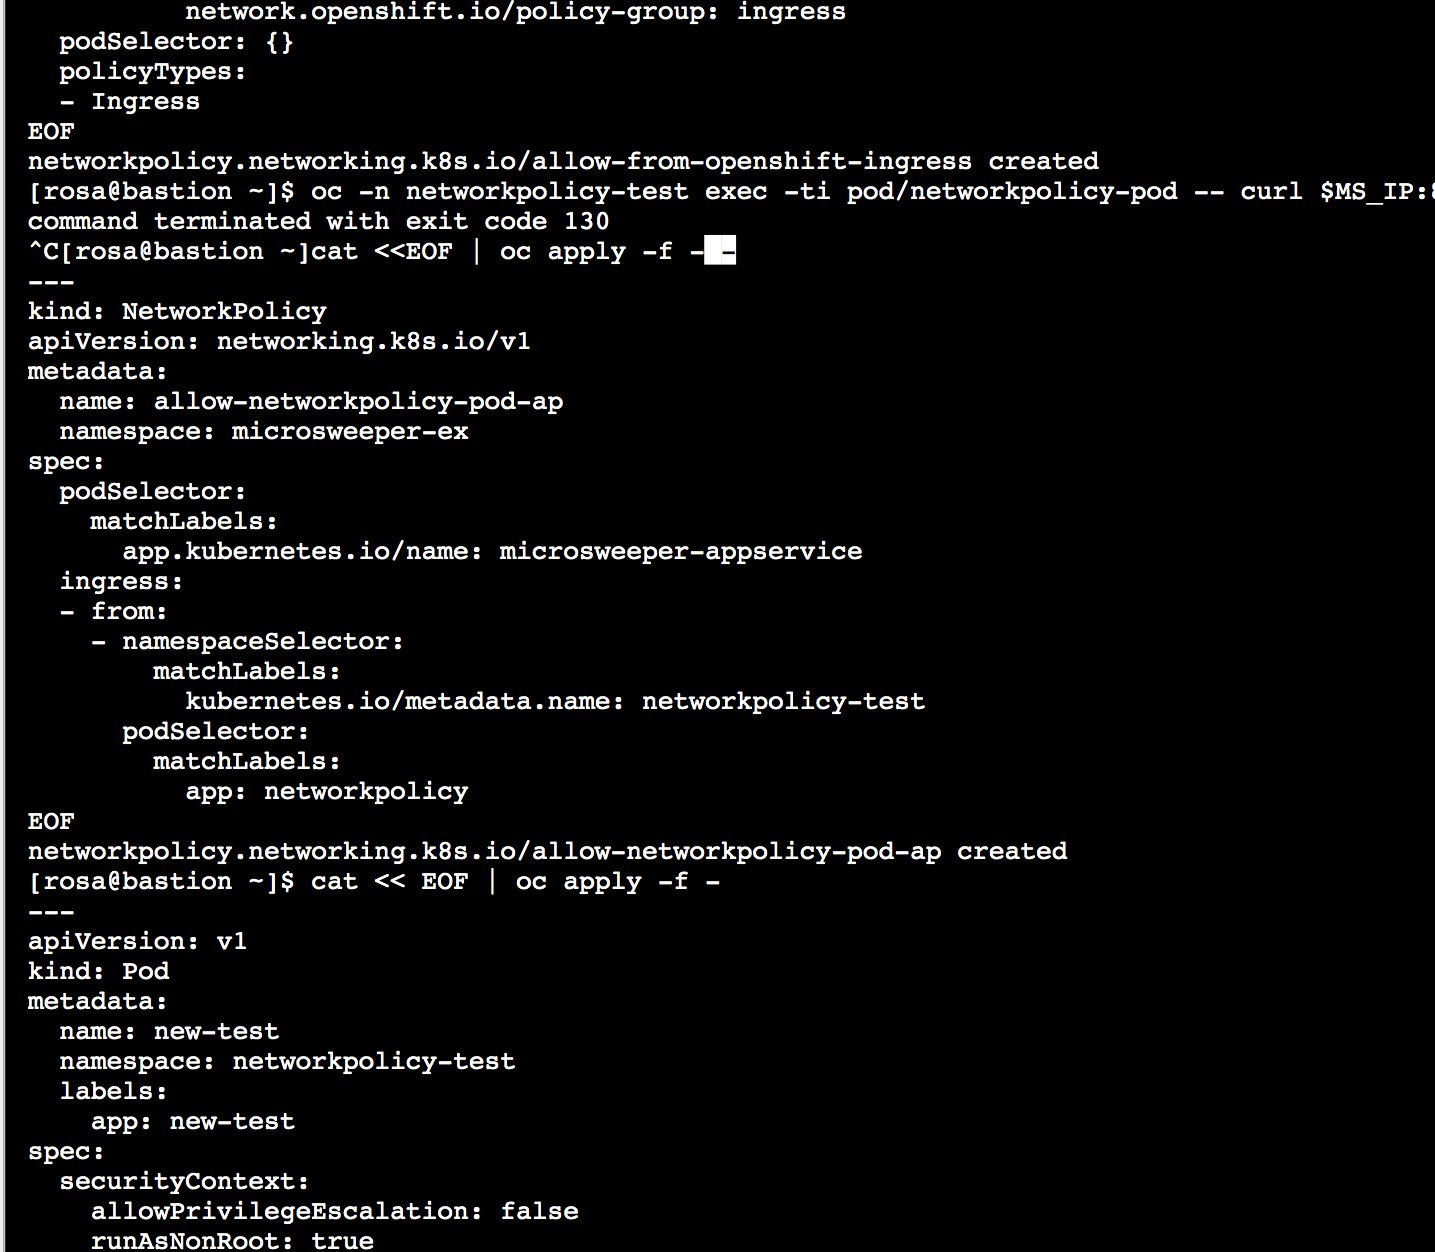 network.openshift.io/policy-group: ingress
podSelector: {}
policyTypes:
- Ingress
EOF
networkpolicy.networking.k8s.io/allow-from-openshift-ingress created
[rosa@bastion ~]$ oc -n networkpolicy-test exec -ti pod/networkpolicy-pod -- curl $MS_IP:8
command terminated with exit code 130
^C[rosa@bastion ~]cat <<EOF | oc apply -f - -
---
kind: NetworkPolicy
apiVersion: networking.k8s.io/v1
metadata:
  name: allow-networkpolicy-pod-ap
  namespace: microsweeper-ex
spec:
  podSelector:
    matchLabels:
      app.kubernetes.io/name: microsweeper-appservice
  ingress:
  - from:
    - namespaceSelector:
        matchLabels:
          kubernetes.io/metadata.name: networkpolicy-test
      podSelector:
        matchLabels:
          app: networkpolicy
EOF
networkpolicy.networking.k8s.io/allow-networkpolicy-pod-ap created
[rosa@bastion ~]$ cat << EOF | oc apply -f -
---
apiVersion: v1
kind: Pod
metadata:
  name: new-test
  namespace: networkpolicy-test
  labels:
    app: new-test
spec:
  securityContext:
    allowPrivilegeEscalation: false
    runAsNonRoot: true